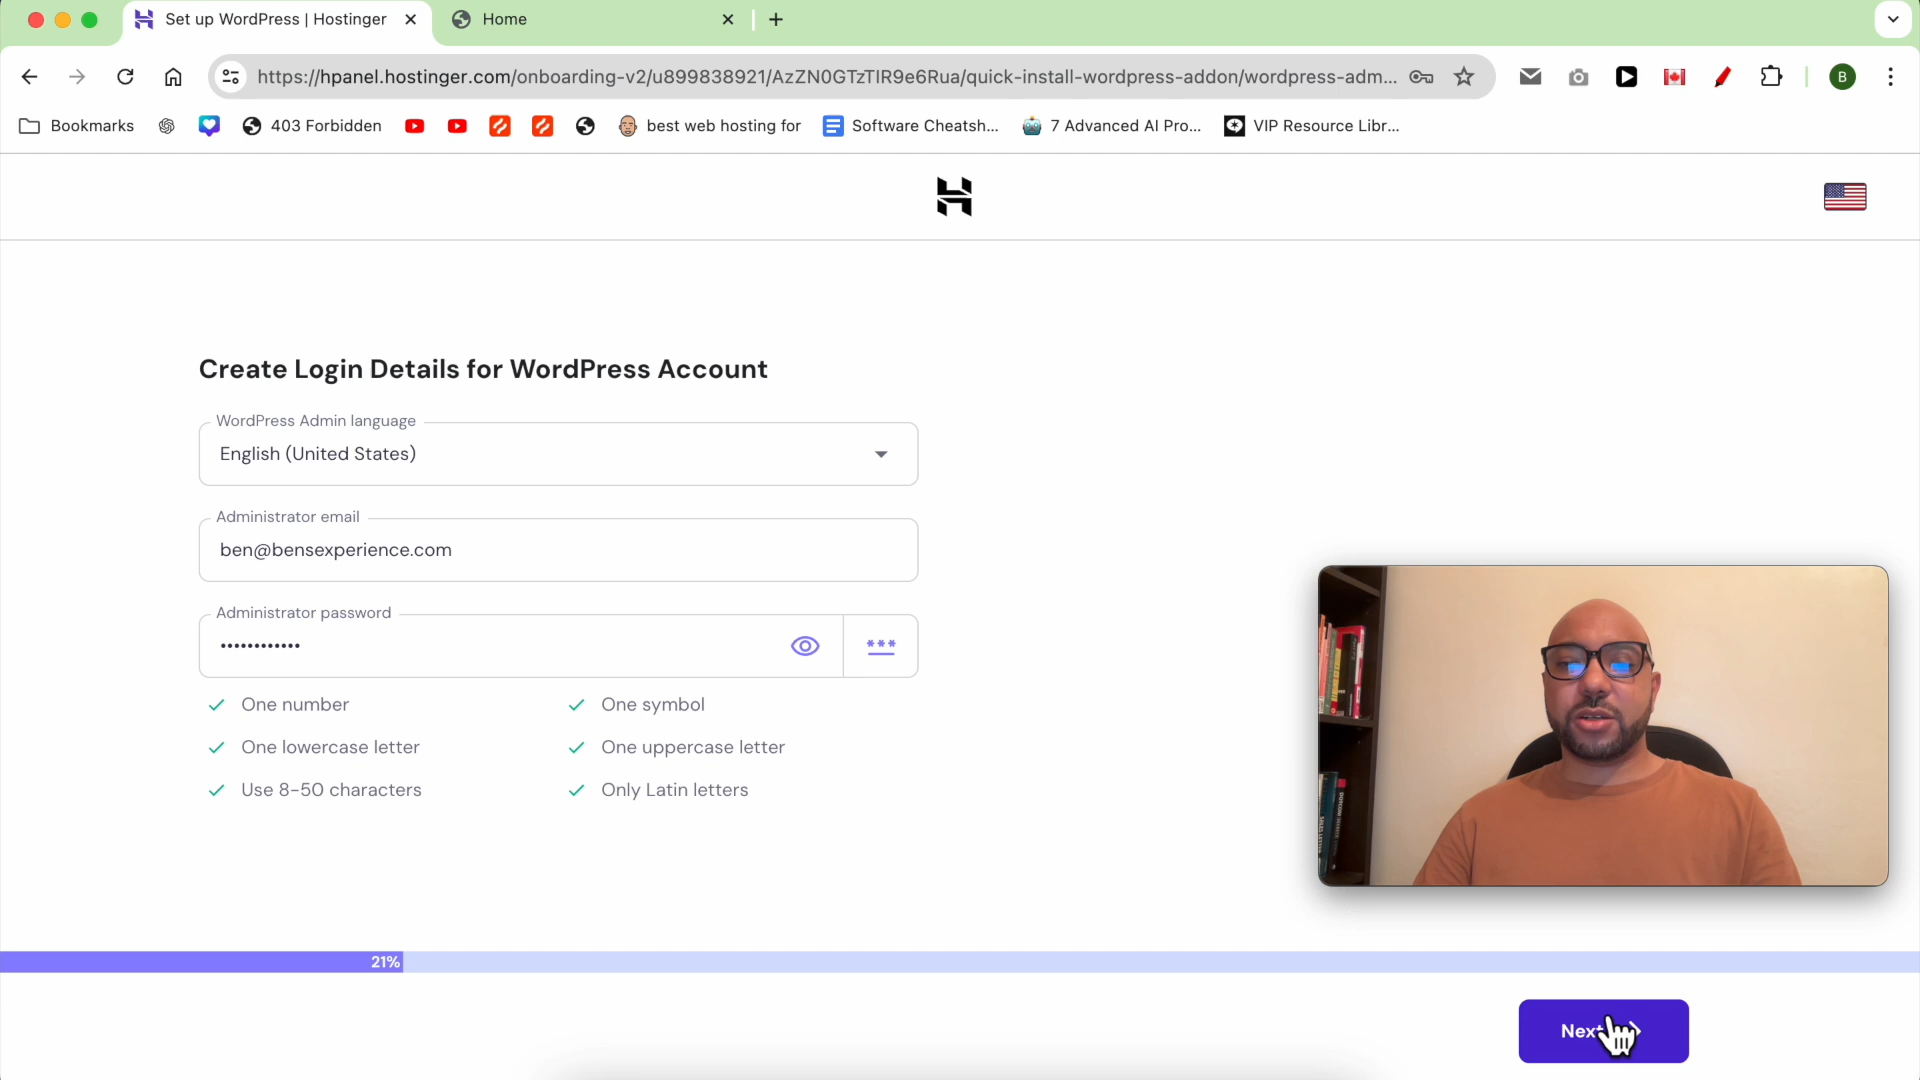 Set up WordPress | Hostinger
Home
https://hpanel.hostinger.com/onboarding-v2/u899838921/AzZN0GTzTIR9e6Rua/quick-install-wordpress-addon/wordpress-adm...
B
Bookmarks
403 Forbidden
best web hosting for
Software Cheatsh...
7 Advanced AI Pro...
VIP Resource Libr...
Create Login Details for WordPress Account
WordPress Admin language
English (United States)
Administrator email
ben@bensexperience.com
Administrator password
••••••••••••
One number
One symbol
One lowercase letter
One uppercase letter
Use 8-50 characters
Only Latin letters
21%
Next